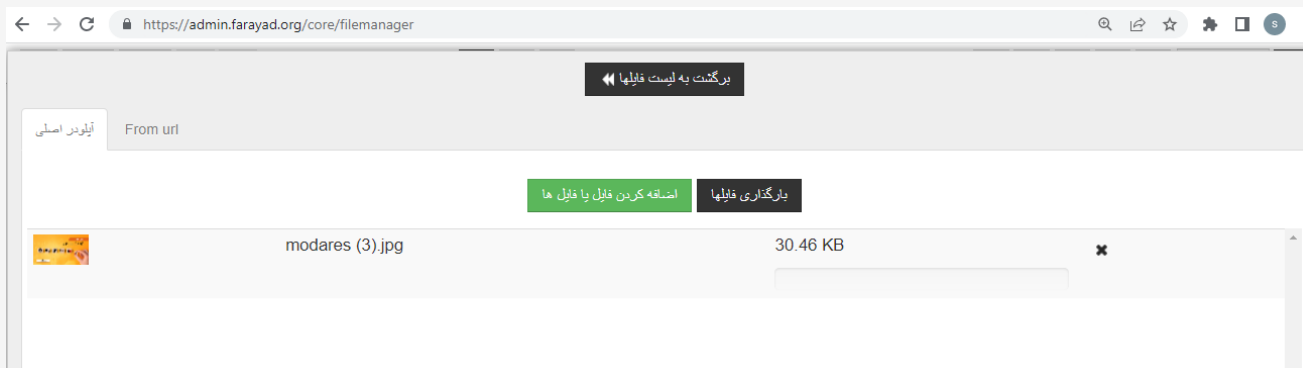 https://admin.farayad.org/core/filemanager
S
برگشت به لیست فایلها
آپلودر اصلی
From url
اضافه کردن فایل یا فایل ها
بارگذاری فایلها
modares (3).jpg
30.46 KB